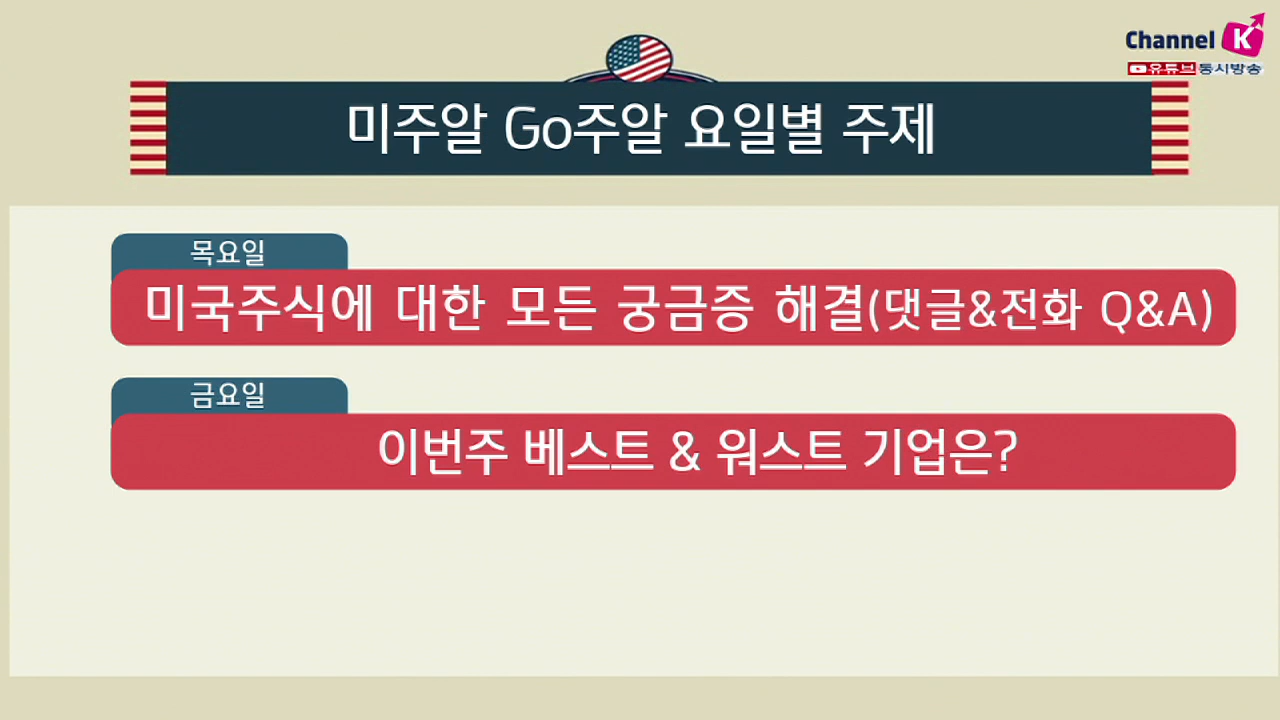 Channel K
유튜브동시방송
미주알 Go주알 요일별 주제
목요일
미국주식에 대한 모든 궁금증 해결(댓글&전화 Q&A)
금요일
이번주 베스트 & 워스트 기업은?